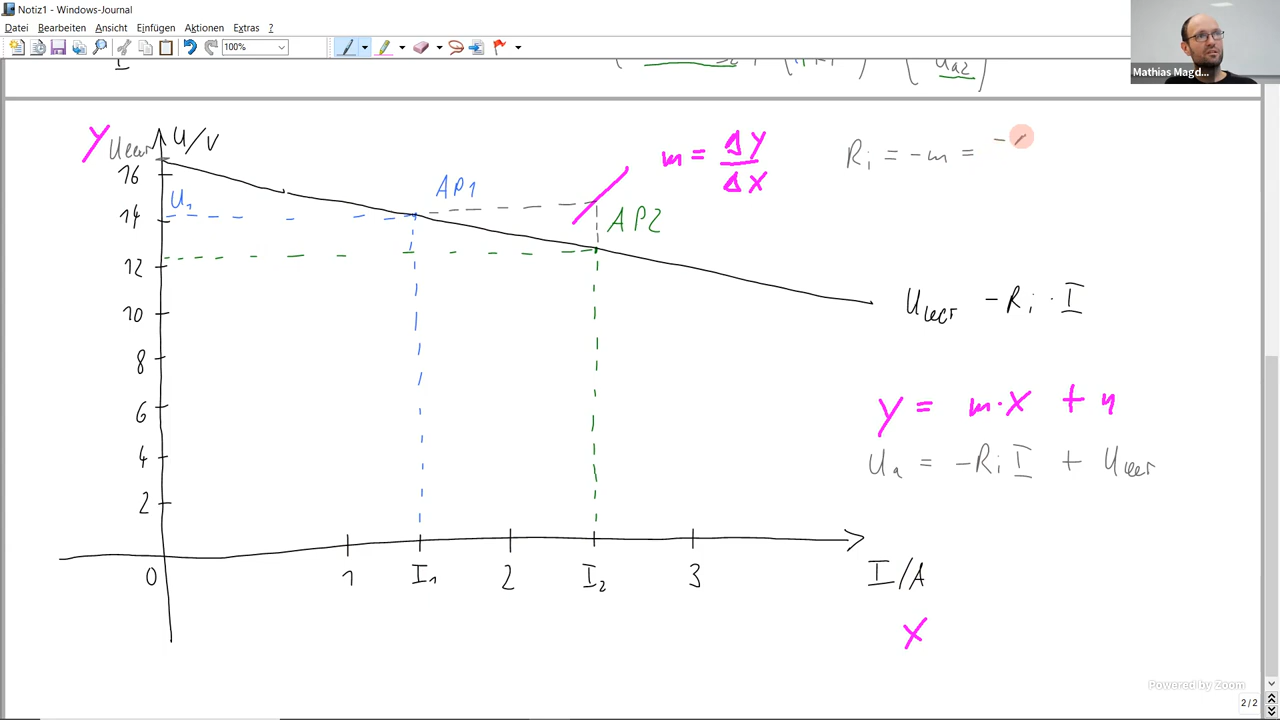 Notiz1 - Windows-Journal
Datei Bearbeiten Ansicht Einfügen Aktionen Extras ?
100%
Mathias Magd...
I
Ua2
y Uleer U/V
m = Δy
Δx
Ri = -m = -
16
U1
AP1
14
AP2
12
10
Uleer - Ri · I
8
6
y = m·x + n
4
Ua = -Ri I + Uleer
2
0 1 I1 2 I2 3 I/A
x
Powered by Zoom
2/2